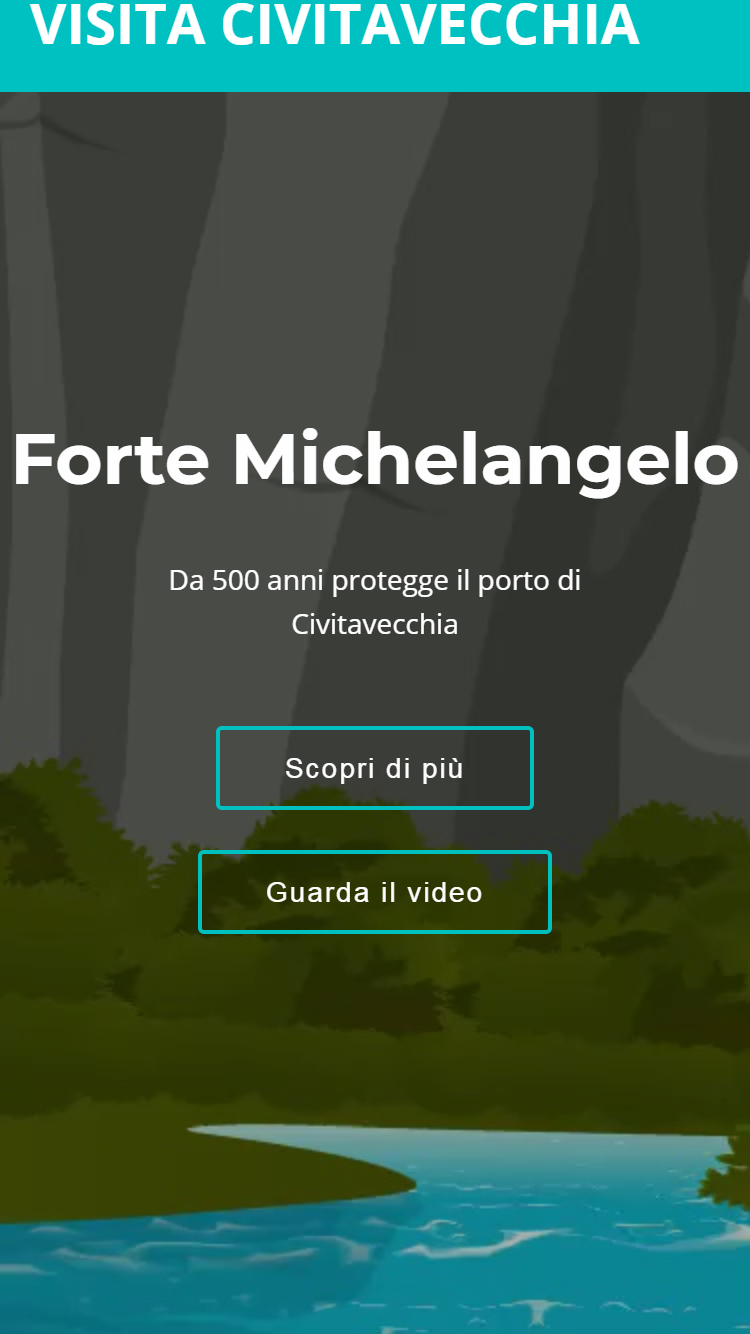 VISITA CIVITAVECCHIA
Forte Michelangelo
Da 500 anni protegge il porto di
Civitavecchia
Scopri di più
Guarda il video